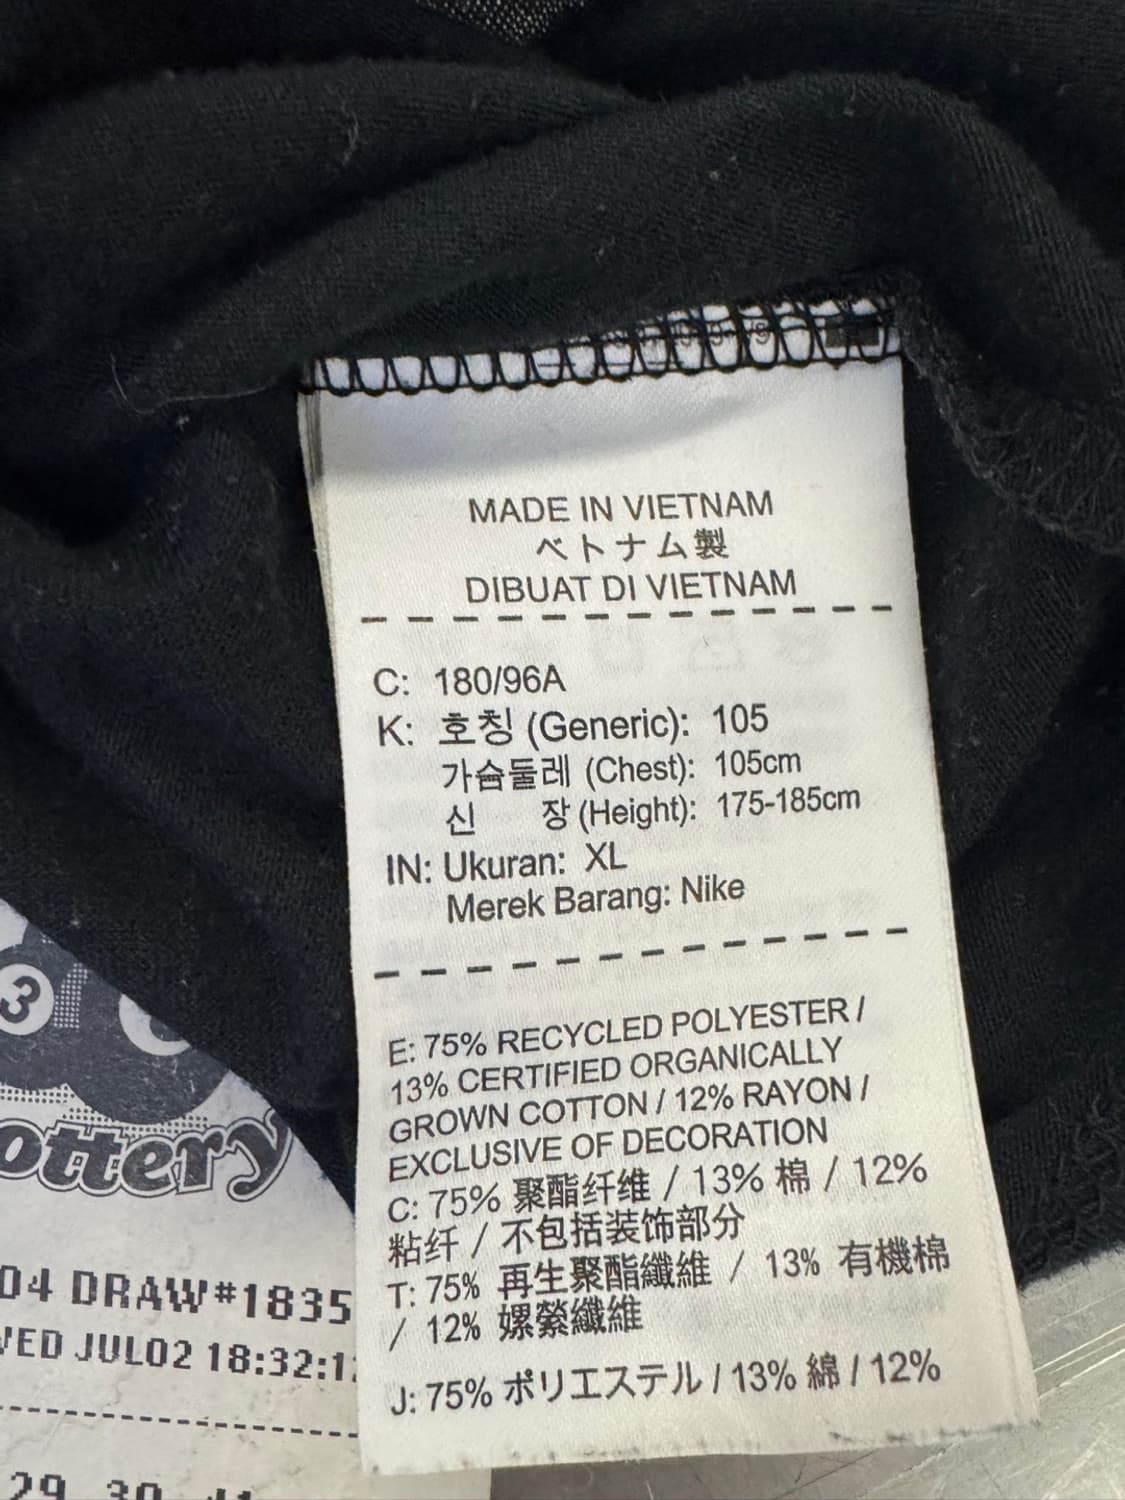 MADE IN VIETNAM
ベトナム製
DIBUAT DI VIETNAM
C: 180/96A
K: 호칭 (Generic): 105
가슴둘레 (Chest): 105cm
신 장 (Height): 175-185cm
IN: Ukuran: XL
Merek Barang: Nike
E: 75% RECYCLED POLYESTER /
13% CERTIFIED ORGANICALLY
GROWN COTTON / 12% RAYON /
EXCLUSIVE OF DECORATION
C: 75% 聚酯纤维 / 13% 棉 / 12%
粘纤 / 不包括装饰部分
T: 75% 再生聚酯纖維 / 13% 有機棉
/ 12% 嫘縈纖維
J: 75% ポリエステル / 13% 綿 / 12%
3
ottery
04 DRAW#1835
WED JUL02 18:32:1
29 30